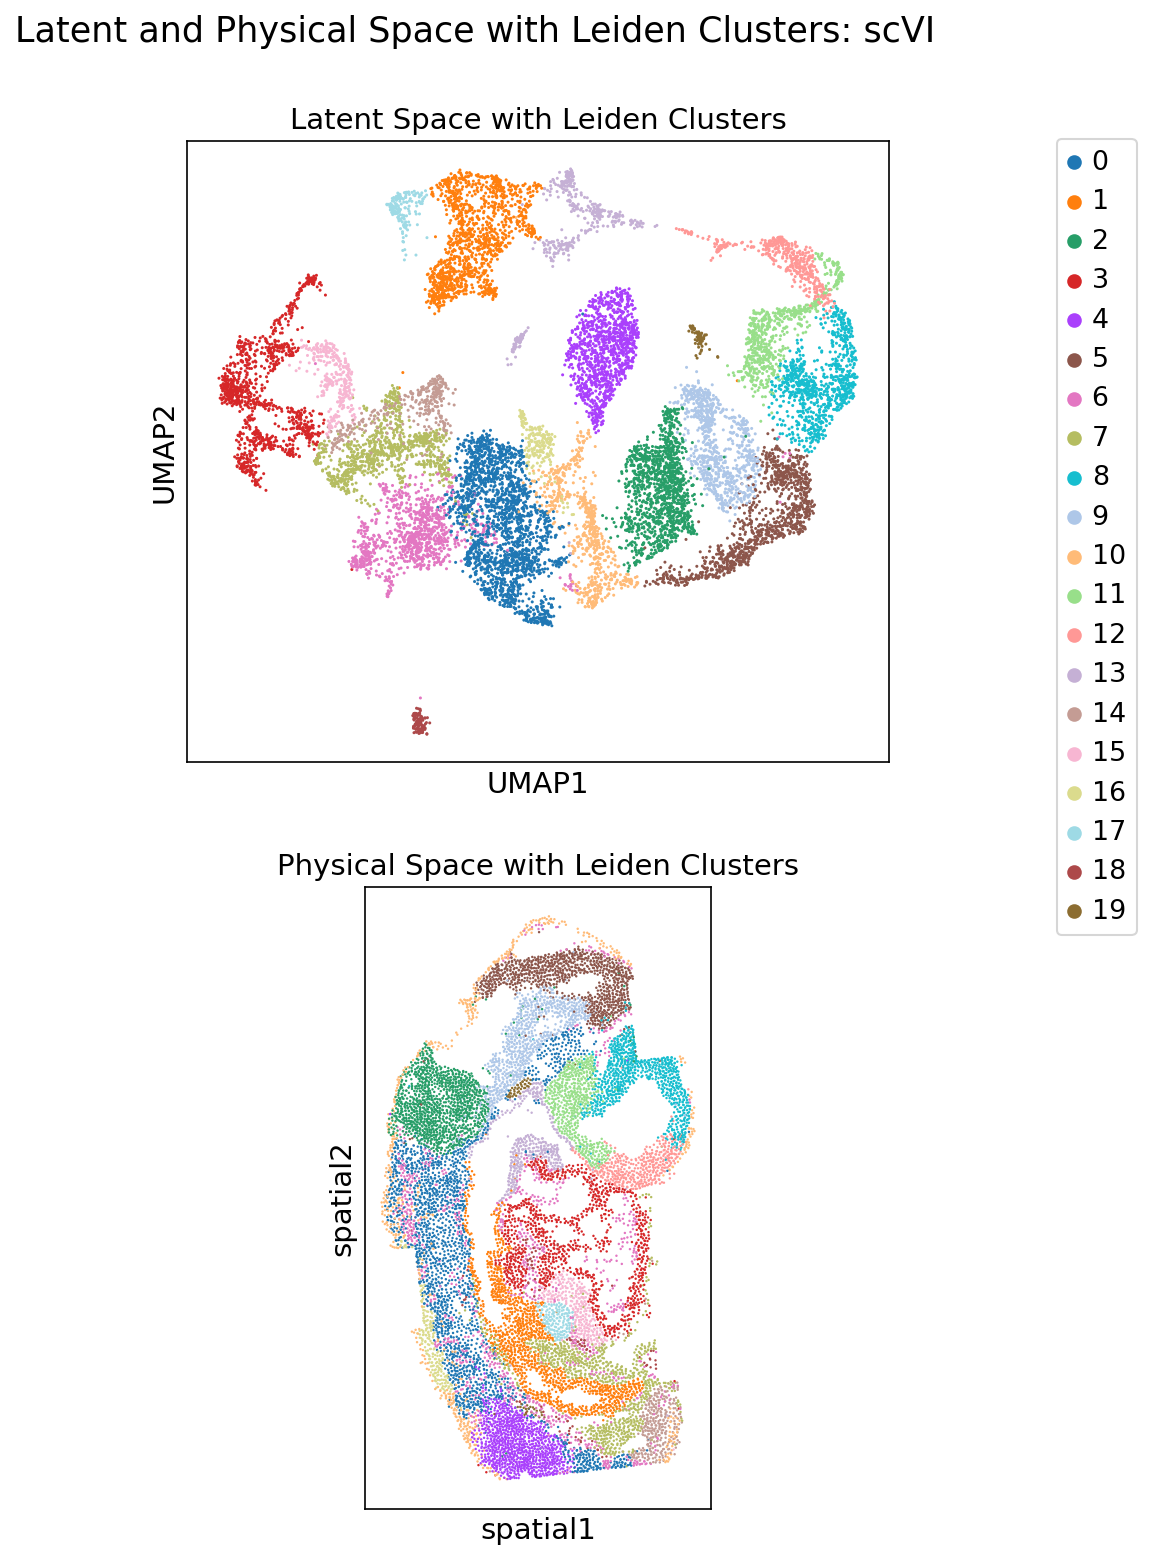 Latent and Physical Space with Leiden Clusters: scVI
Latent Space with Leiden Clusters
UMAP2
UMAP1
0
1
2
3
4
5
6
7
8
9
10
11
12
13
14
15
16
17
18
19
Physical Space with Leiden Clusters
spatial2
spatial1